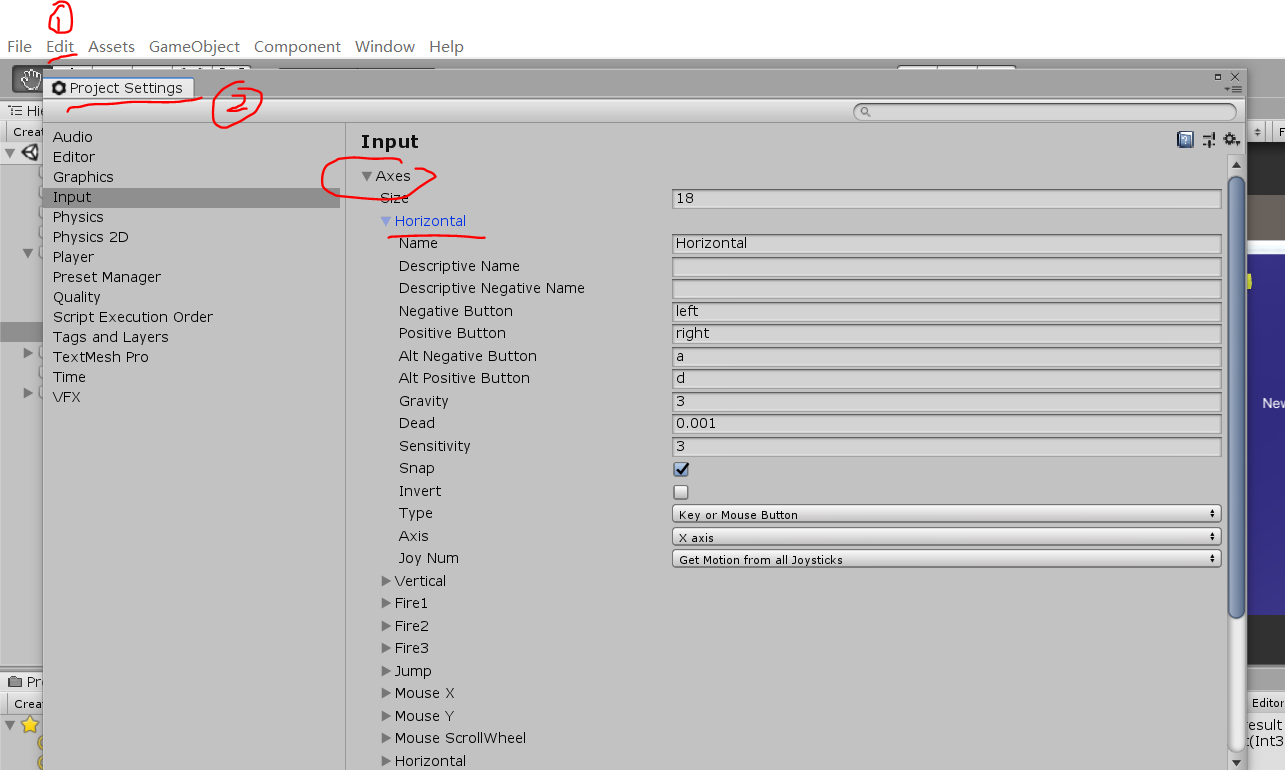 1
File Edit Assets GameObject Component Window Help
Project Settings
2
Hie
Crea
Audio
Editor
Graphics
Input
Physics
Physics 2D
Player
Preset Manager
Quality
Script Execution Order
Tags and Layers
TextMesh Pro
Time
VFX
Input
Axes
Size 18
Horizontal
Name Horizontal
Descriptive Name
Descriptive Negative Name
Negative Button left
Positive Button right
Alt Negative Button a
Alt Positive Button d
Gravity 3
Dead 0.001
Sensitivity 3
Snap
Invert
Type Key or Mouse Button
Axis X axis
Joy Num Get Motion from all Joysticks
Vertical
Fire1
Fire2
Fire3
Jump
Mouse X
Mouse Y
Mouse ScrollWheel
Horizontal
New
Pr
Crea
Editor
result
t(Int3